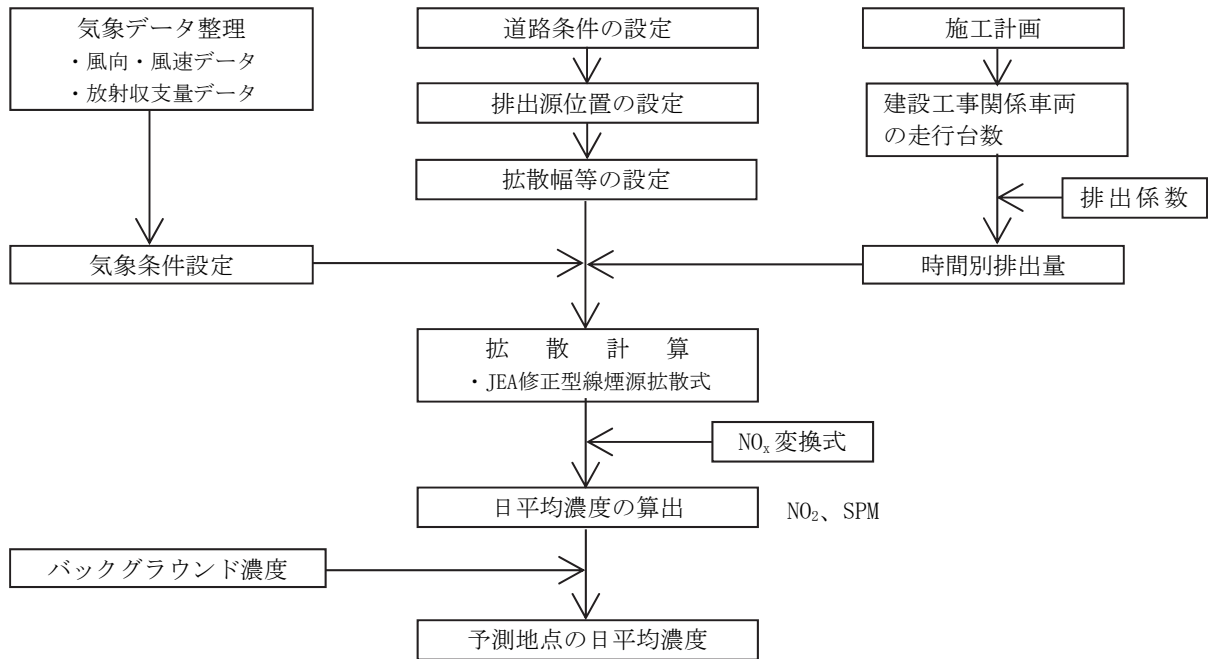 気象データ整理
・風向・風速データ
・放射収支量データ
道路条件の設定
施工計画
排出源位置の設定
建設工事関係車両
の走行台数
拡散幅等の設定
排出係数
気象条件設定
時間別排出量
拡散計算
・JEA修正型線煙源拡散式
NOx変換式
日平均濃度の算出
NO2、SPM
バックグラウンド濃度
予測地点の日平均濃度